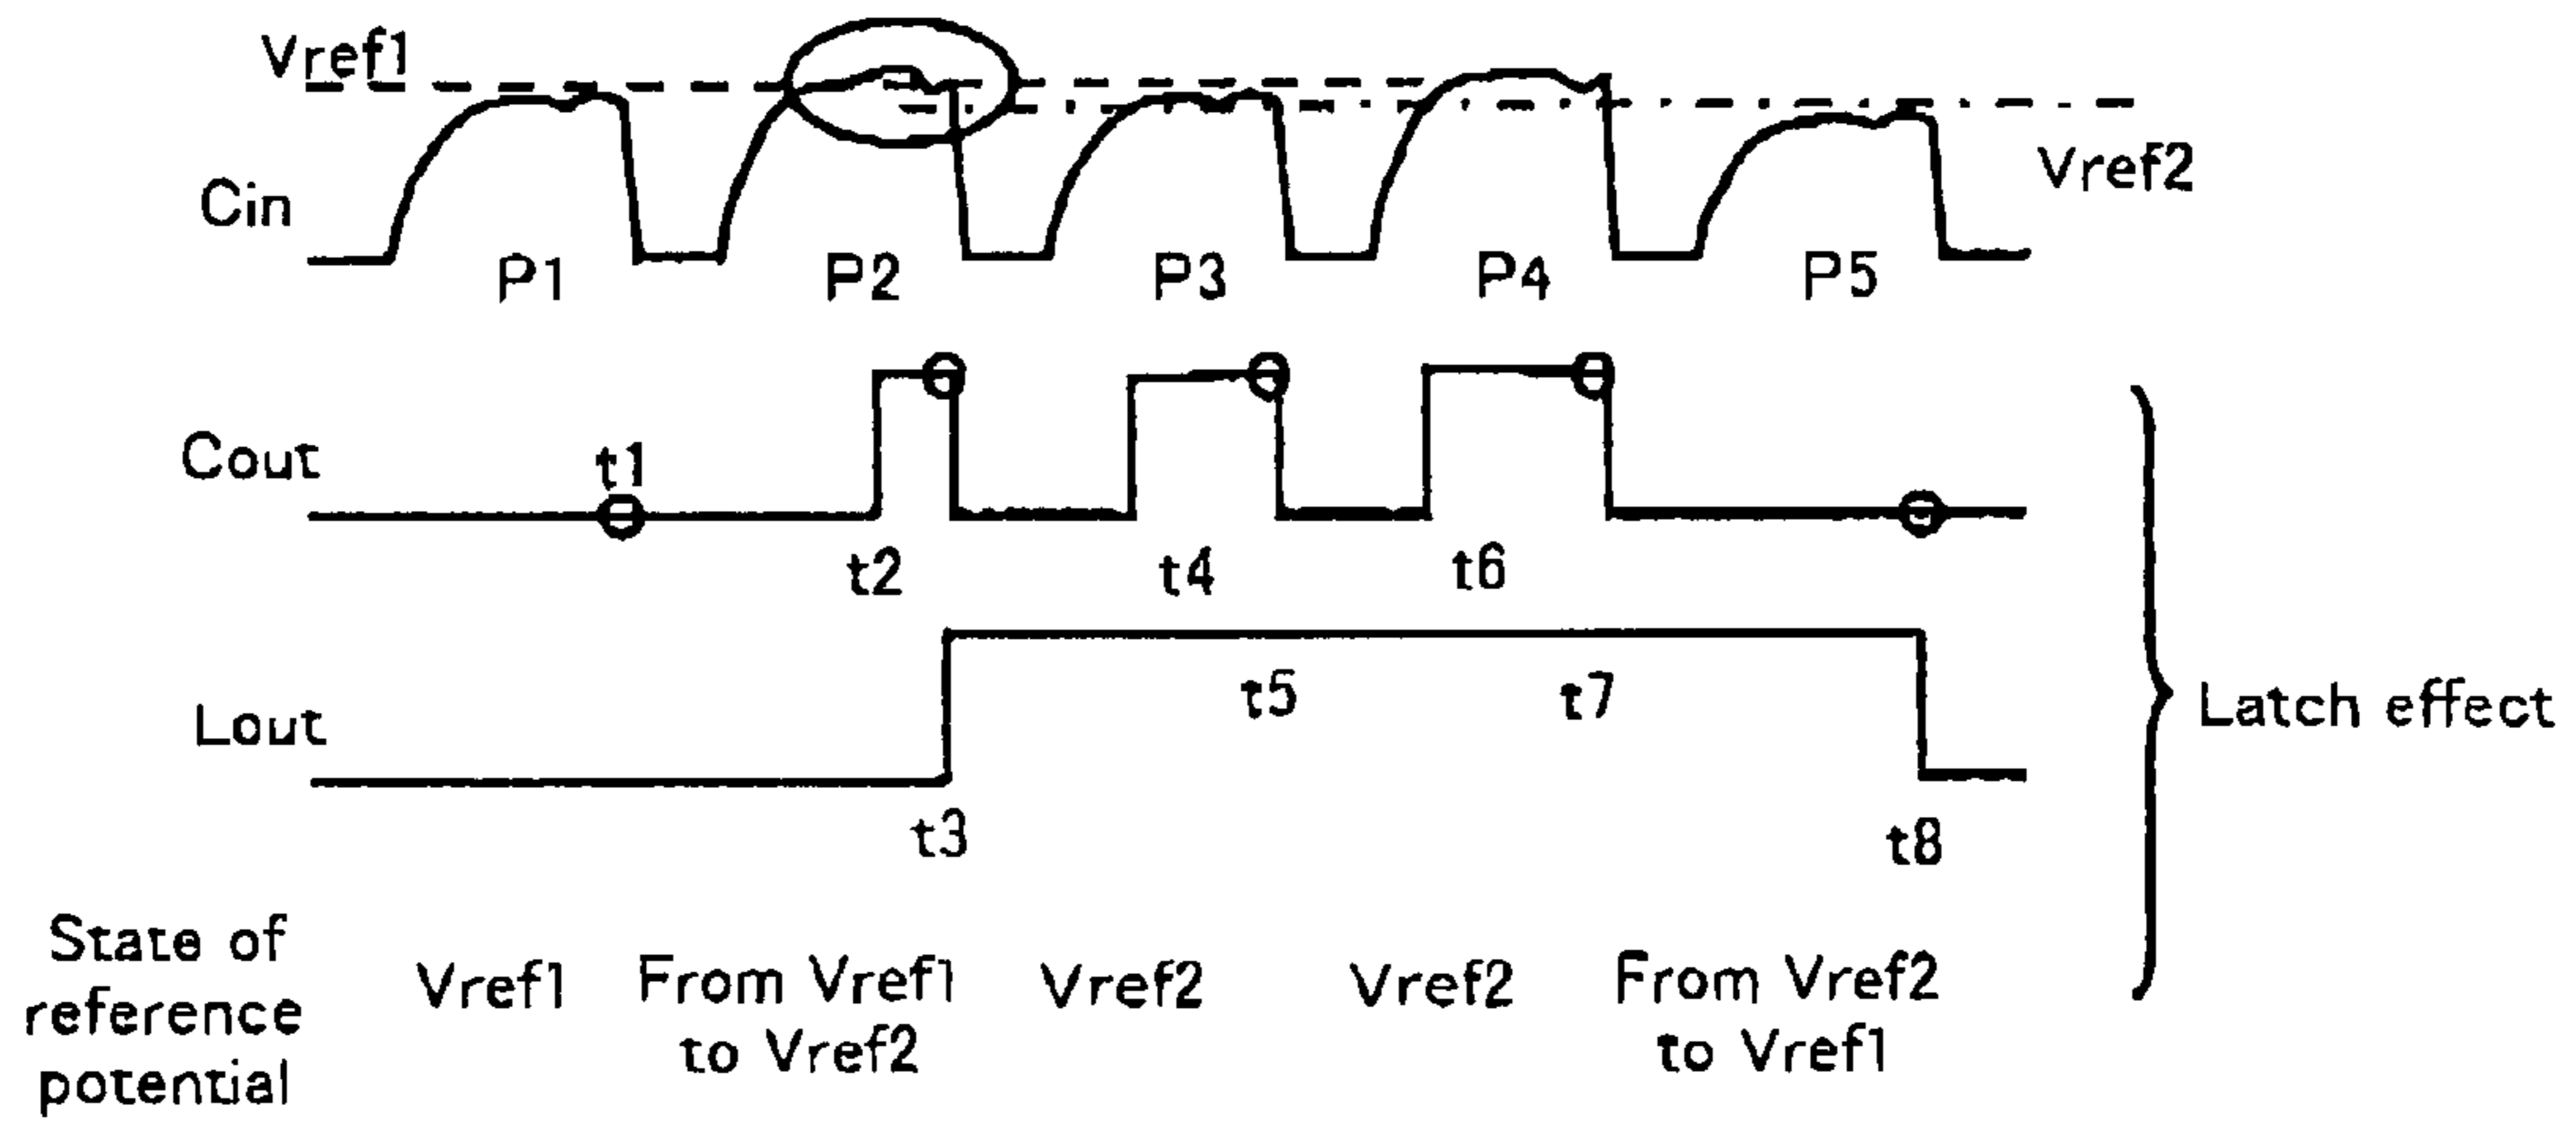 Vref1
Cin
P1
P2
P3
P4
P5
Vref2
Cout
t1
t2
t4
t6
Lout
t3
t5
t7
t8
Latch effect
State of
reference
potential
Vref1
From Vref1
to Vref2
Vref2
Vref2
From Vref2
to Vref1